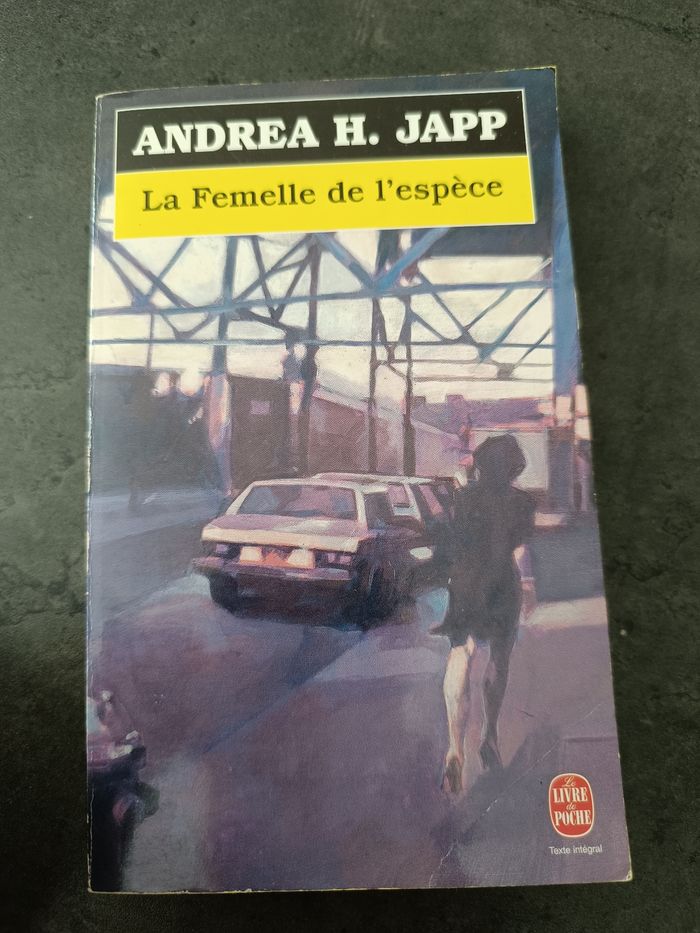 ANDREA H. JAPP
La Femelle de l'espèce
Le
LIVRE
de
POCHE
Texte intégral